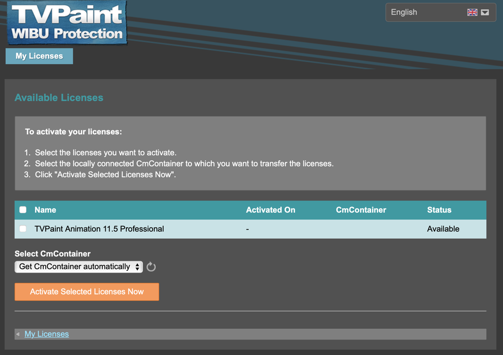 TVPaint
WIBU Protection
English
My Licenses
Available Licenses
To activate your licenses:
1. Select the licenses you want to activate.
2. Select the locally connected CmContainer to which you want to transfer the licenses.
3. Click "Activate Selected Licenses Now".
Name Activated On CmContainer Status
TVPaint Animation 11.5 Professional - Available
Select CmContainer
Get CmContainer automatically
Activate Selected Licenses Now
+ My Licenses